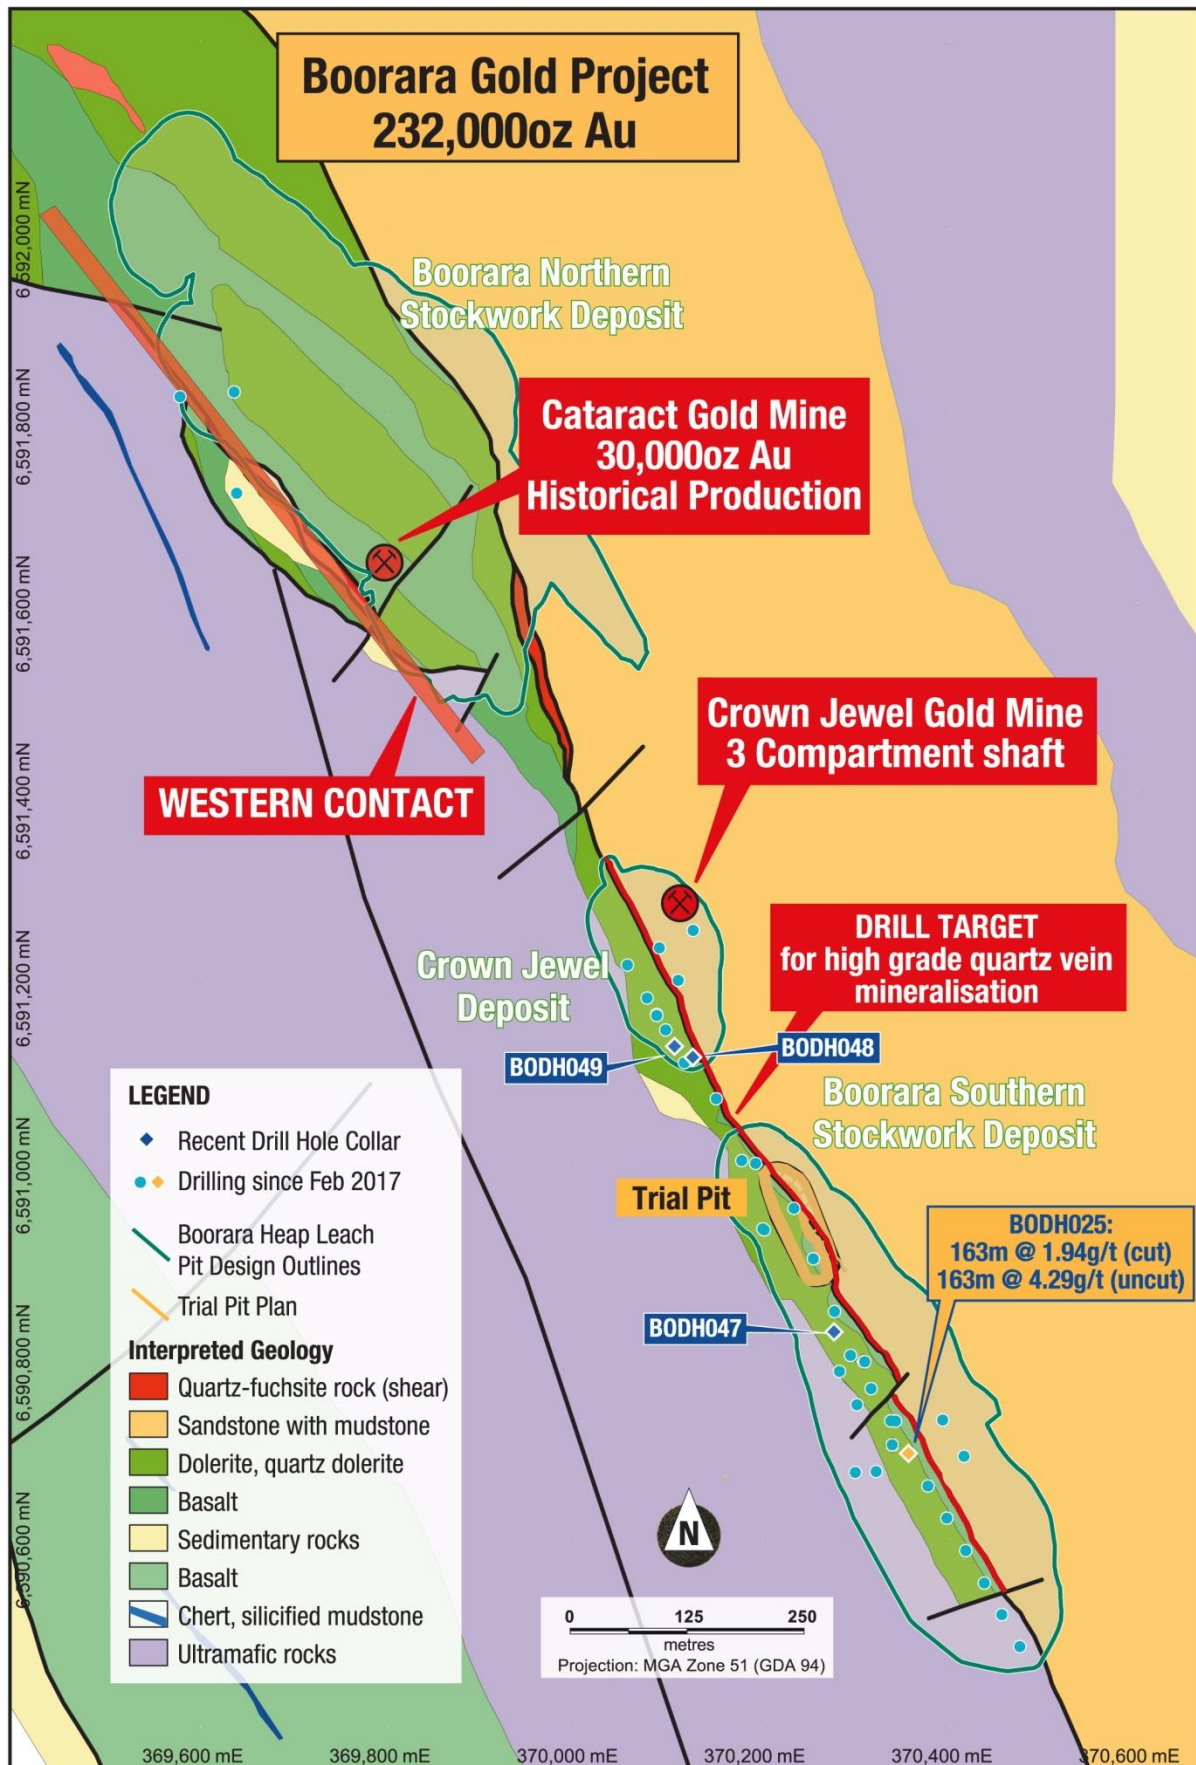 Boorara Gold Project
232,000oz Au
Boorara Northern
Stockwork Deposit
Cataract Gold Mine
30,000oz Au
Historical Production
Crown Jewel Gold Mine
3 Compartment shaft
WESTERN CONTACT
DRILL TARGET
for high grade quartz vein
mineralisation
Crown Jewel
Deposit
BODH049
BODH048
Boorara Southern
Stockwork Deposit
Trial Pit
BODH025:
163m @ 1.94g/t (cut)
163m @ 4.29g/t (uncut)
BODH047
LEGEND
Recent Drill Hole Collar
Drilling since Feb 2017
Boorara Heap Leach
Pit Design Outlines
Trial Pit Plan
Interpreted Geology
Quartz-fuchsite rock (shear)
Sandstone with mudstone
Dolerite, quartz dolerite
Basalt
Sedimentary rocks
Basalt
Chert, silicified mudstone
Ultramafic rocks
N
0 125 250
metres
Projection: MGA Zone 51 (GDA 94)
6,592,000 mN
6,591,800 mN
6,591,600 mN
6,591,400 mN
6,591,200 mN
6,591,000 mN
6,590,800 mN
6,590,600 mN
369,600 mE
369,800 mE
370,000 mE
370,200 mE
370,400 mE
370,600 mE